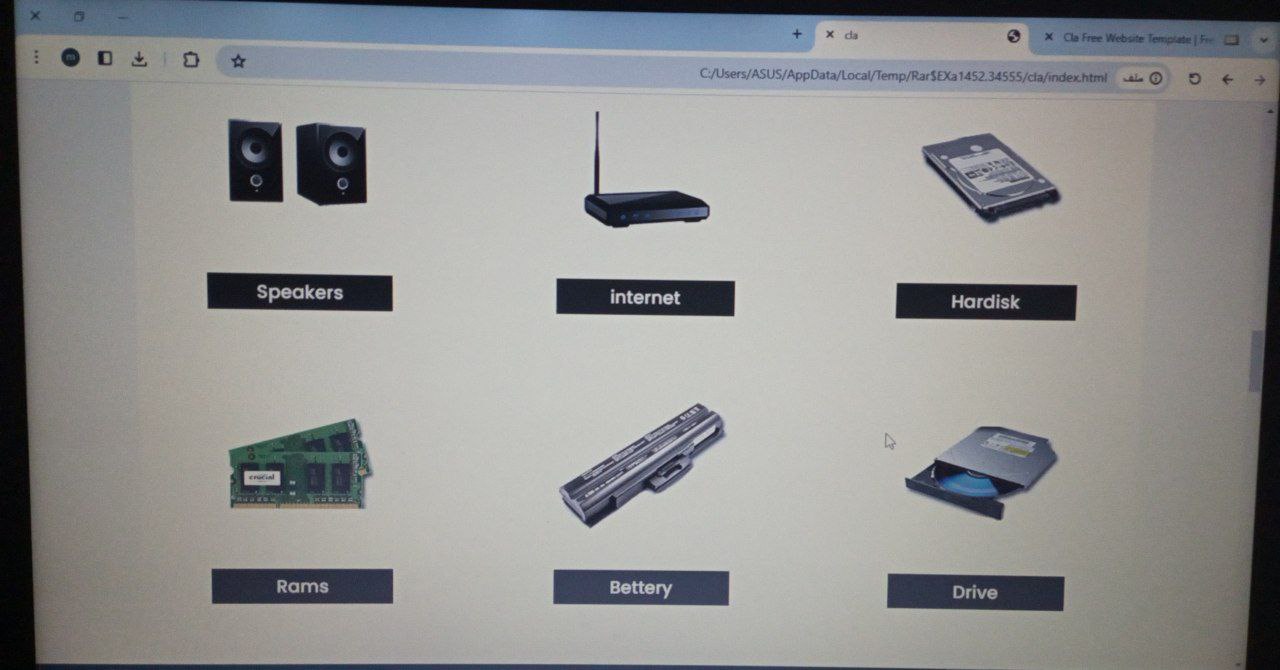 cla
Cla Free Website Template | Fre
C:/Users/ASUS/AppData/Local/Temp/Rar$EXa1452.34555/cla/index.html
ملف
Speakers
internet
Hardisk
crucial
Rams
Bettery
Drive